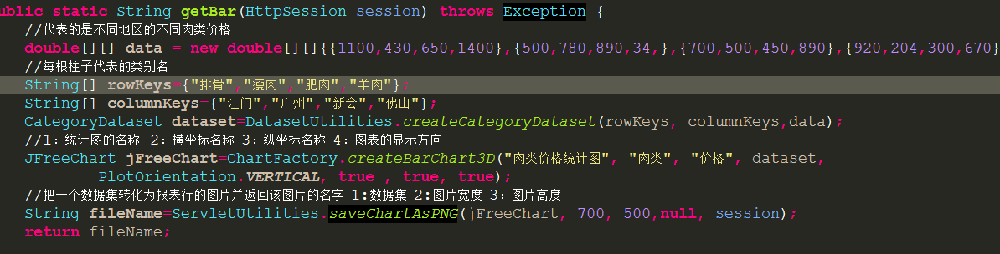 ublic static String getBar(HttpSession session) throws Exception {
//代表的是不同地区的不同肉类价格
double[][] data = new double[][]{{1100,430,650,1400},{500,780,890,34,},{700,500,450,890},{920,204,300,670}
//每根柱子代表的类别名
String[] rowKeys={"排骨","瘦肉","肥肉","羊肉"};
String[] columnKeys={"江门","广州","新会","佛山"};
CategoryDataset dataset=DatasetUtilities.createCategoryDataset(rowKeys, columnKeys,data);
//1：统计图的名称 2：横坐标名称 3：纵坐标名称 4：图表的显示方向
JFreeChart jFreeChart=ChartFactory.createBarChart3D("肉类价格统计图", "肉类", "价格", dataset,
PlotOrientation.VERTICAL, true , true, true);
//把一个数据集转化为报表行的图片并返回该图片的名字 1:数据集 2:图片宽度 3：图片高度
String fileName=ServletUtilities.saveChartAsPNG(jFreeChart, 700, 500,null, session);
return fileName;